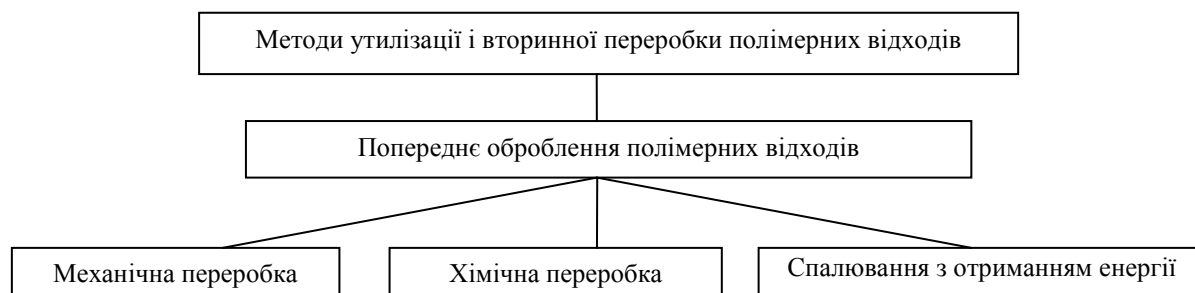 Методи утилізації і вторинної переробки полімерних відходів
Попереднє оброблення полімерних відходів
Механічна переробка
Хімічна переробка
Спалювання з отриманням енергії